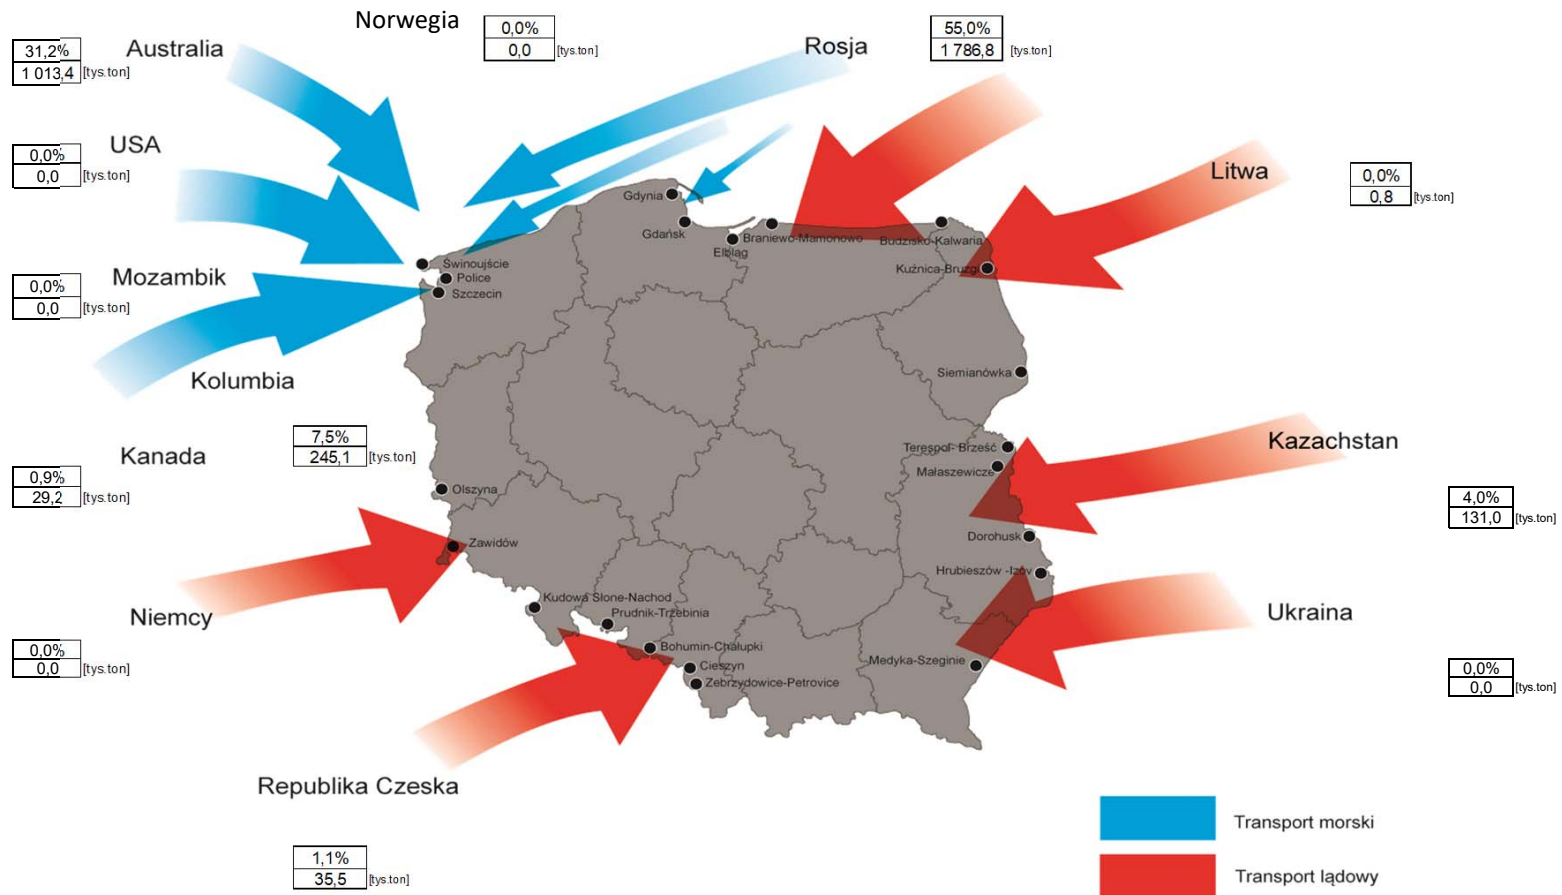 Norwegia
0,0%
0,0 [tys.ton]
Rosja
55,0%
1 786,8 [tys.ton]
31,2%
1 013,4 [tys.ton]
Australia
USA
0,0%
0,0 [tys.ton]
Litwa
0,0%
0,8 [tys.ton]
Gdynia
Gdańsk
Elbląg
Braniewo-Mamonowo
Budzisko-Kalwaria
Kuźnica-Bruzgi
Świnoujście
Police
Szczecin
Mozambik
0,0%
0,0 [tys.ton]
Kolumbia
7,5%
245,1 [tys.ton]
Siemianówka
Kanada
0,9%
29,2 [tys.ton]
Kazachstan
4,0%
131,0 [tys.ton]
Terespol- Brześć
Małaszewicze
Olszyna
Zawidów
Dorohusk
Hrubieszów -Izov
Kudowa Słone-Nachod
Prudnik-Trzebinia
Bohumin-Chałupki
Cieszyn
Zebrzydowice-Petrovice
Medyka-Szeginie
Niemcy
0,0%
0,0 [tys.ton]
Ukraina
0,0%
0,0 [tys.ton]
Republika Czeska
1,1%
35,5 [tys.ton]
Transport morski
Transport lądowy